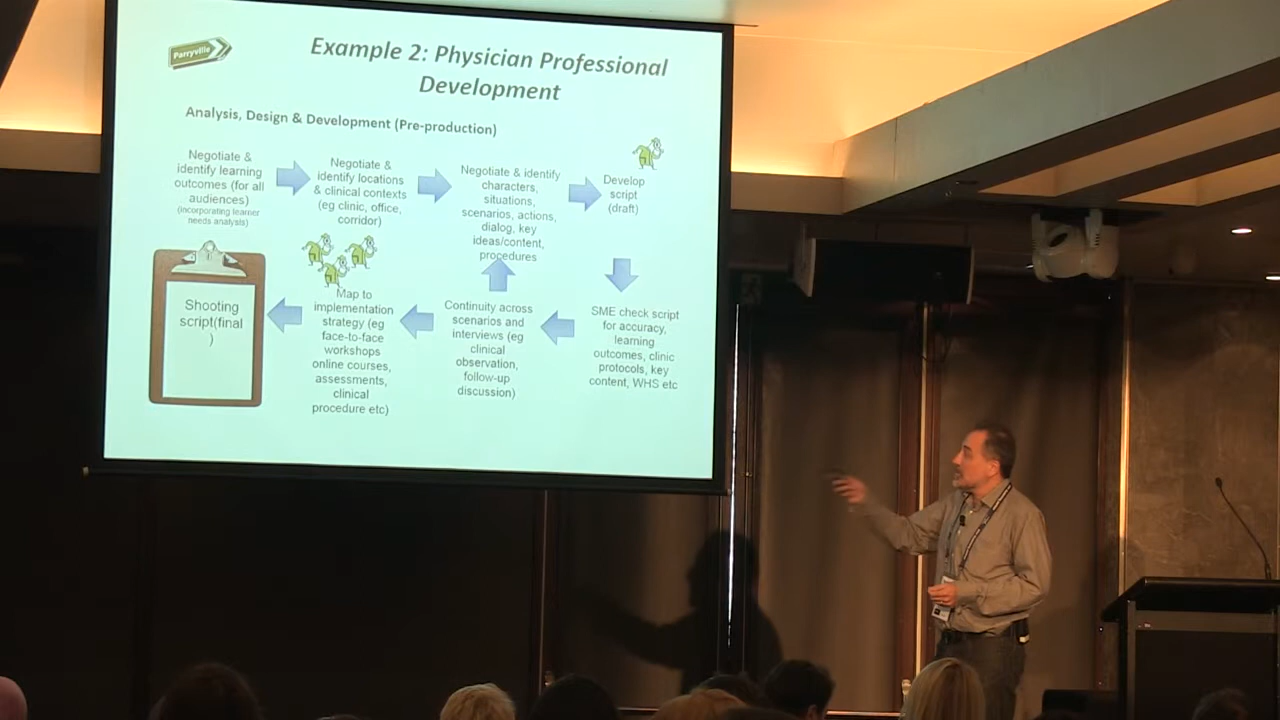 Parryville
Example 2: Physician Professional
Development
Analysis, Design & Development (Pre-production)
Negotiate &
identify learning
outcomes (for all
audiences)
(incorporating learner
needs analysis)
Negotiate &
identify locations
& clinical contexts
(eg clinic, office,
corridor)
Negotiate & identify
characters,
situations,
scenarios, actions,
dialog, key
ideas/content,
procedures
Develop
script
(draft)
SME check script
for accuracy,
learning
outcomes, clinic
protocols, key
content, WHS etc
Continuity across
scenarios and
interviews (eg
clinical
observation,
follow-up
discussion)
Map to
implementation
strategy (eg
face-to-face
workshops
online courses,
assessments,
clinical
procedure etc)
Shooting
script(final
)